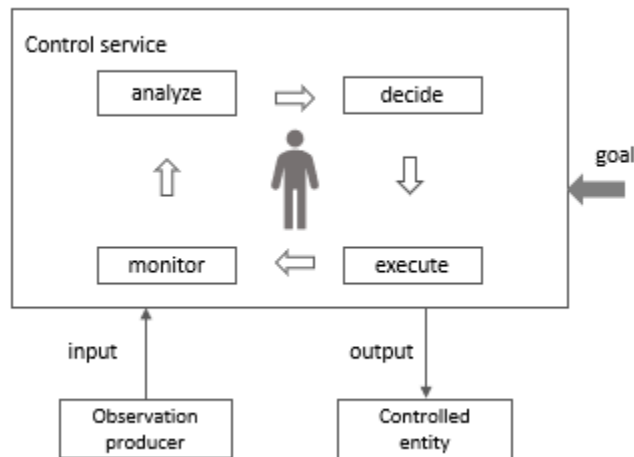 Control service
analyze
decide
goal
monitor
execute
input
output
Observation
producer
Controlled
entity